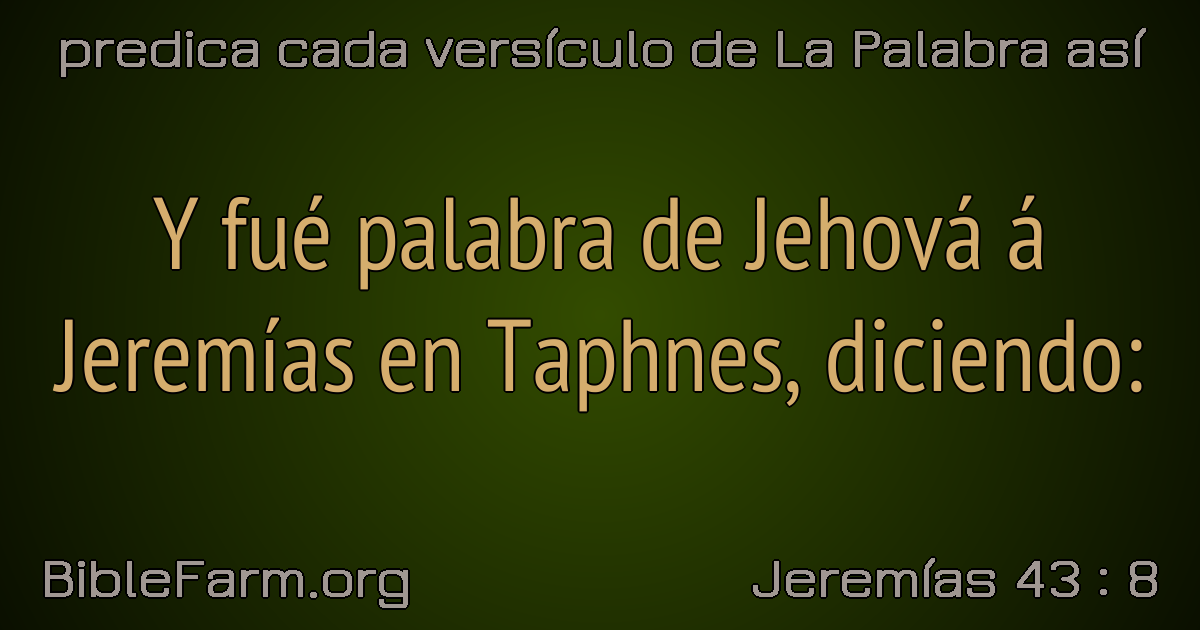 predica cada versículo de La Palabra así
Y fué palabra de Jehová á
Jeremías en Taphnes, diciendo:
BibleFarm.org
Jeremías 43 : 8